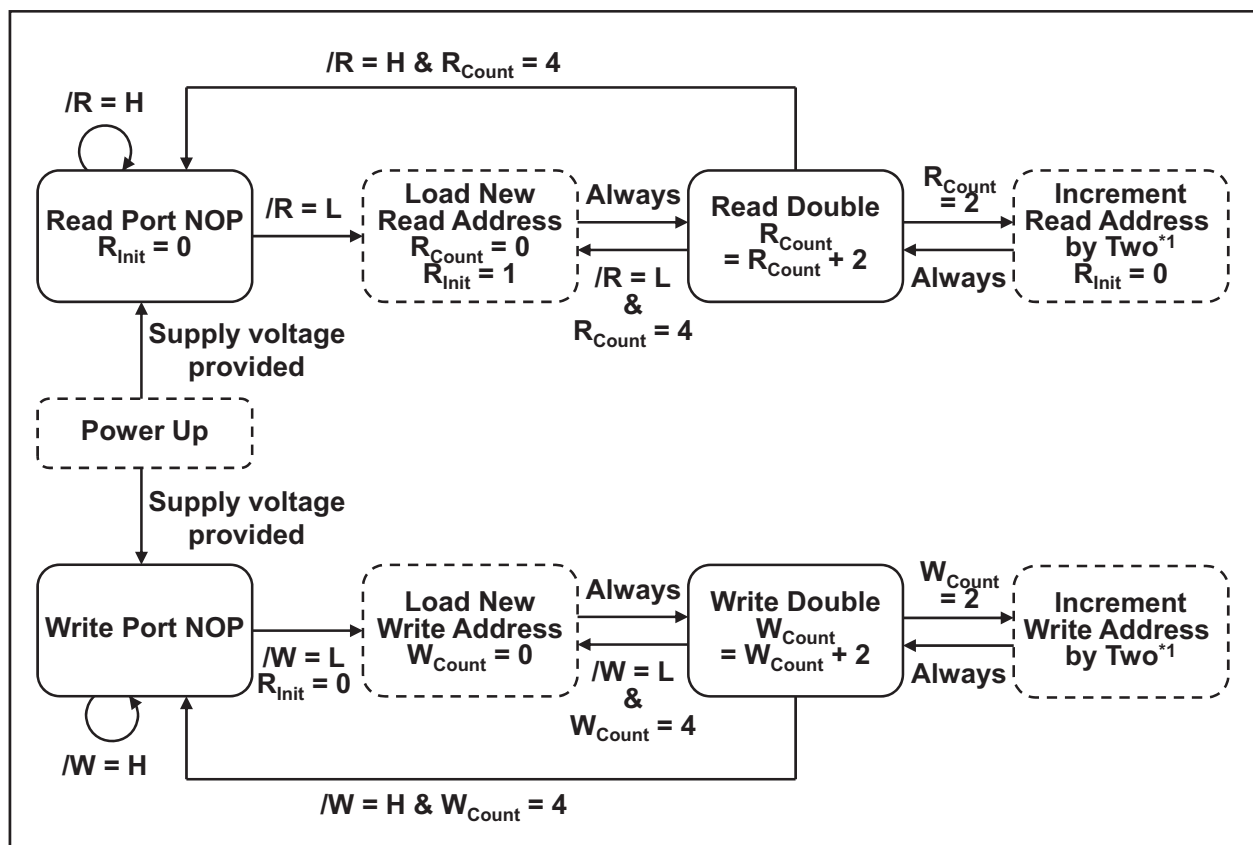 /R = H & RCount = 4
/R = H
Read Port NOP
RInit = 0
/R = L
Load New
Read Address
RCount = 0
RInit = 1
Always
/R = L
&
RCount = 4
Read Double
RCount
= RCount + 2
RCount
= 2
Always
Increment
Read Address
by Two*1
RInit = 0
Supply voltage
provided
Power Up
Supply voltage
provided
Write Port NOP
/W = L
RInit = 0
Load New
Write Address
WCount = 0
Always
/W = L
&
WCount = 4
Write Double
WCount
= WCount + 2
WCount
= 2
Always
Increment
Write Address
by Two*1
/W = H
/W = H & WCount = 4